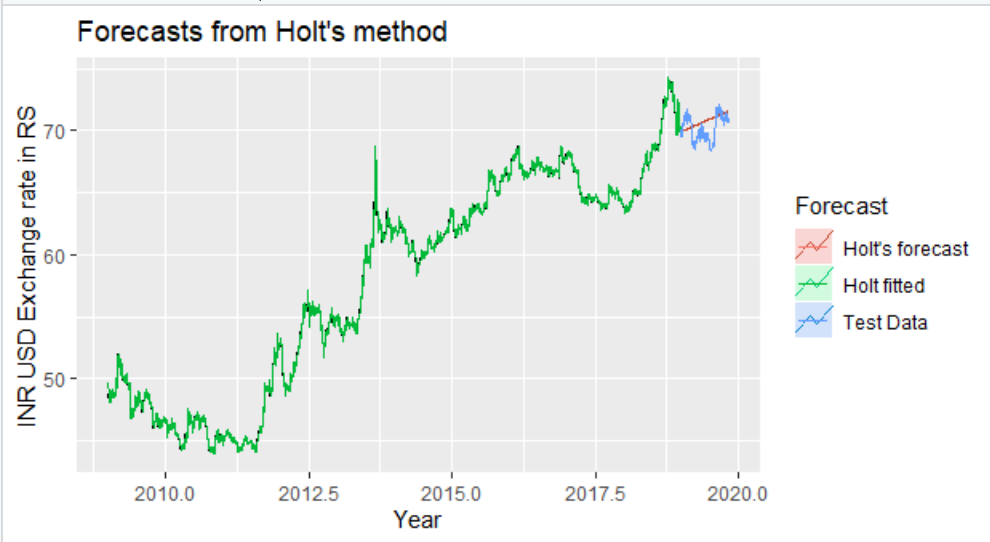 Forecasts from Holt's method
INR USD Exchange rate in RS
70
60
50
2010.0 2012.5 2015.0 2017.5 2020.0
Year
Forecast
Holt's forecast
Holt fitted
Test Data